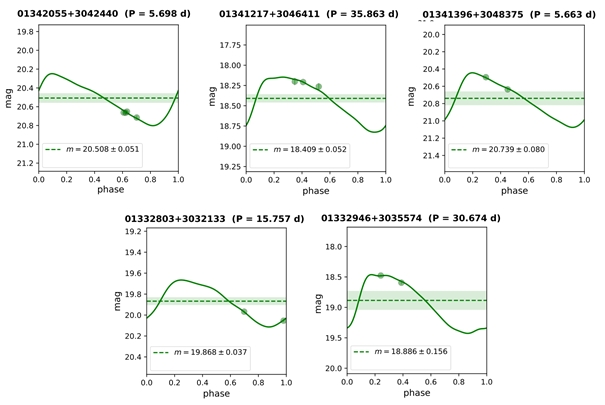 01342055+3042440 (P = 5.698 d)
mag
19.8
20.0
20.2
20.4
20.6
20.8
21.0
21.2
m = 20.508 ± 0.051
0.0 0.2 0.4 0.6 0.8 1.0
phase
01341217+3046411 (P = 35.863 d)
mag
17.75
18.00
18.25
18.50
18.75
19.00
19.25
m = 18.409 ± 0.052
0.0 0.2 0.4 0.6 0.8 1.0
phase
01341396+3048375 (P = 5.663 d)
mag
20.0
20.2
20.4
20.6
20.8
21.0
21.2
21.4
m = 20.739 ± 0.080
0.0 0.2 0.4 0.6 0.8 1.0
phase
01332803+3032133 (P = 15.757 d)
mag
19.2
19.4
19.6
19.8
20.0
20.2
20.4
m = 19.868 ± 0.037
0.0 0.2 0.4 0.6 0.8 1.0
phase
01332946+3035574 (P = 30.674 d)
mag
18.0
18.5
19.0
19.5
20.0
m = 18.886 ± 0.156
0.0 0.2 0.4 0.6 0.8 1.0
phase